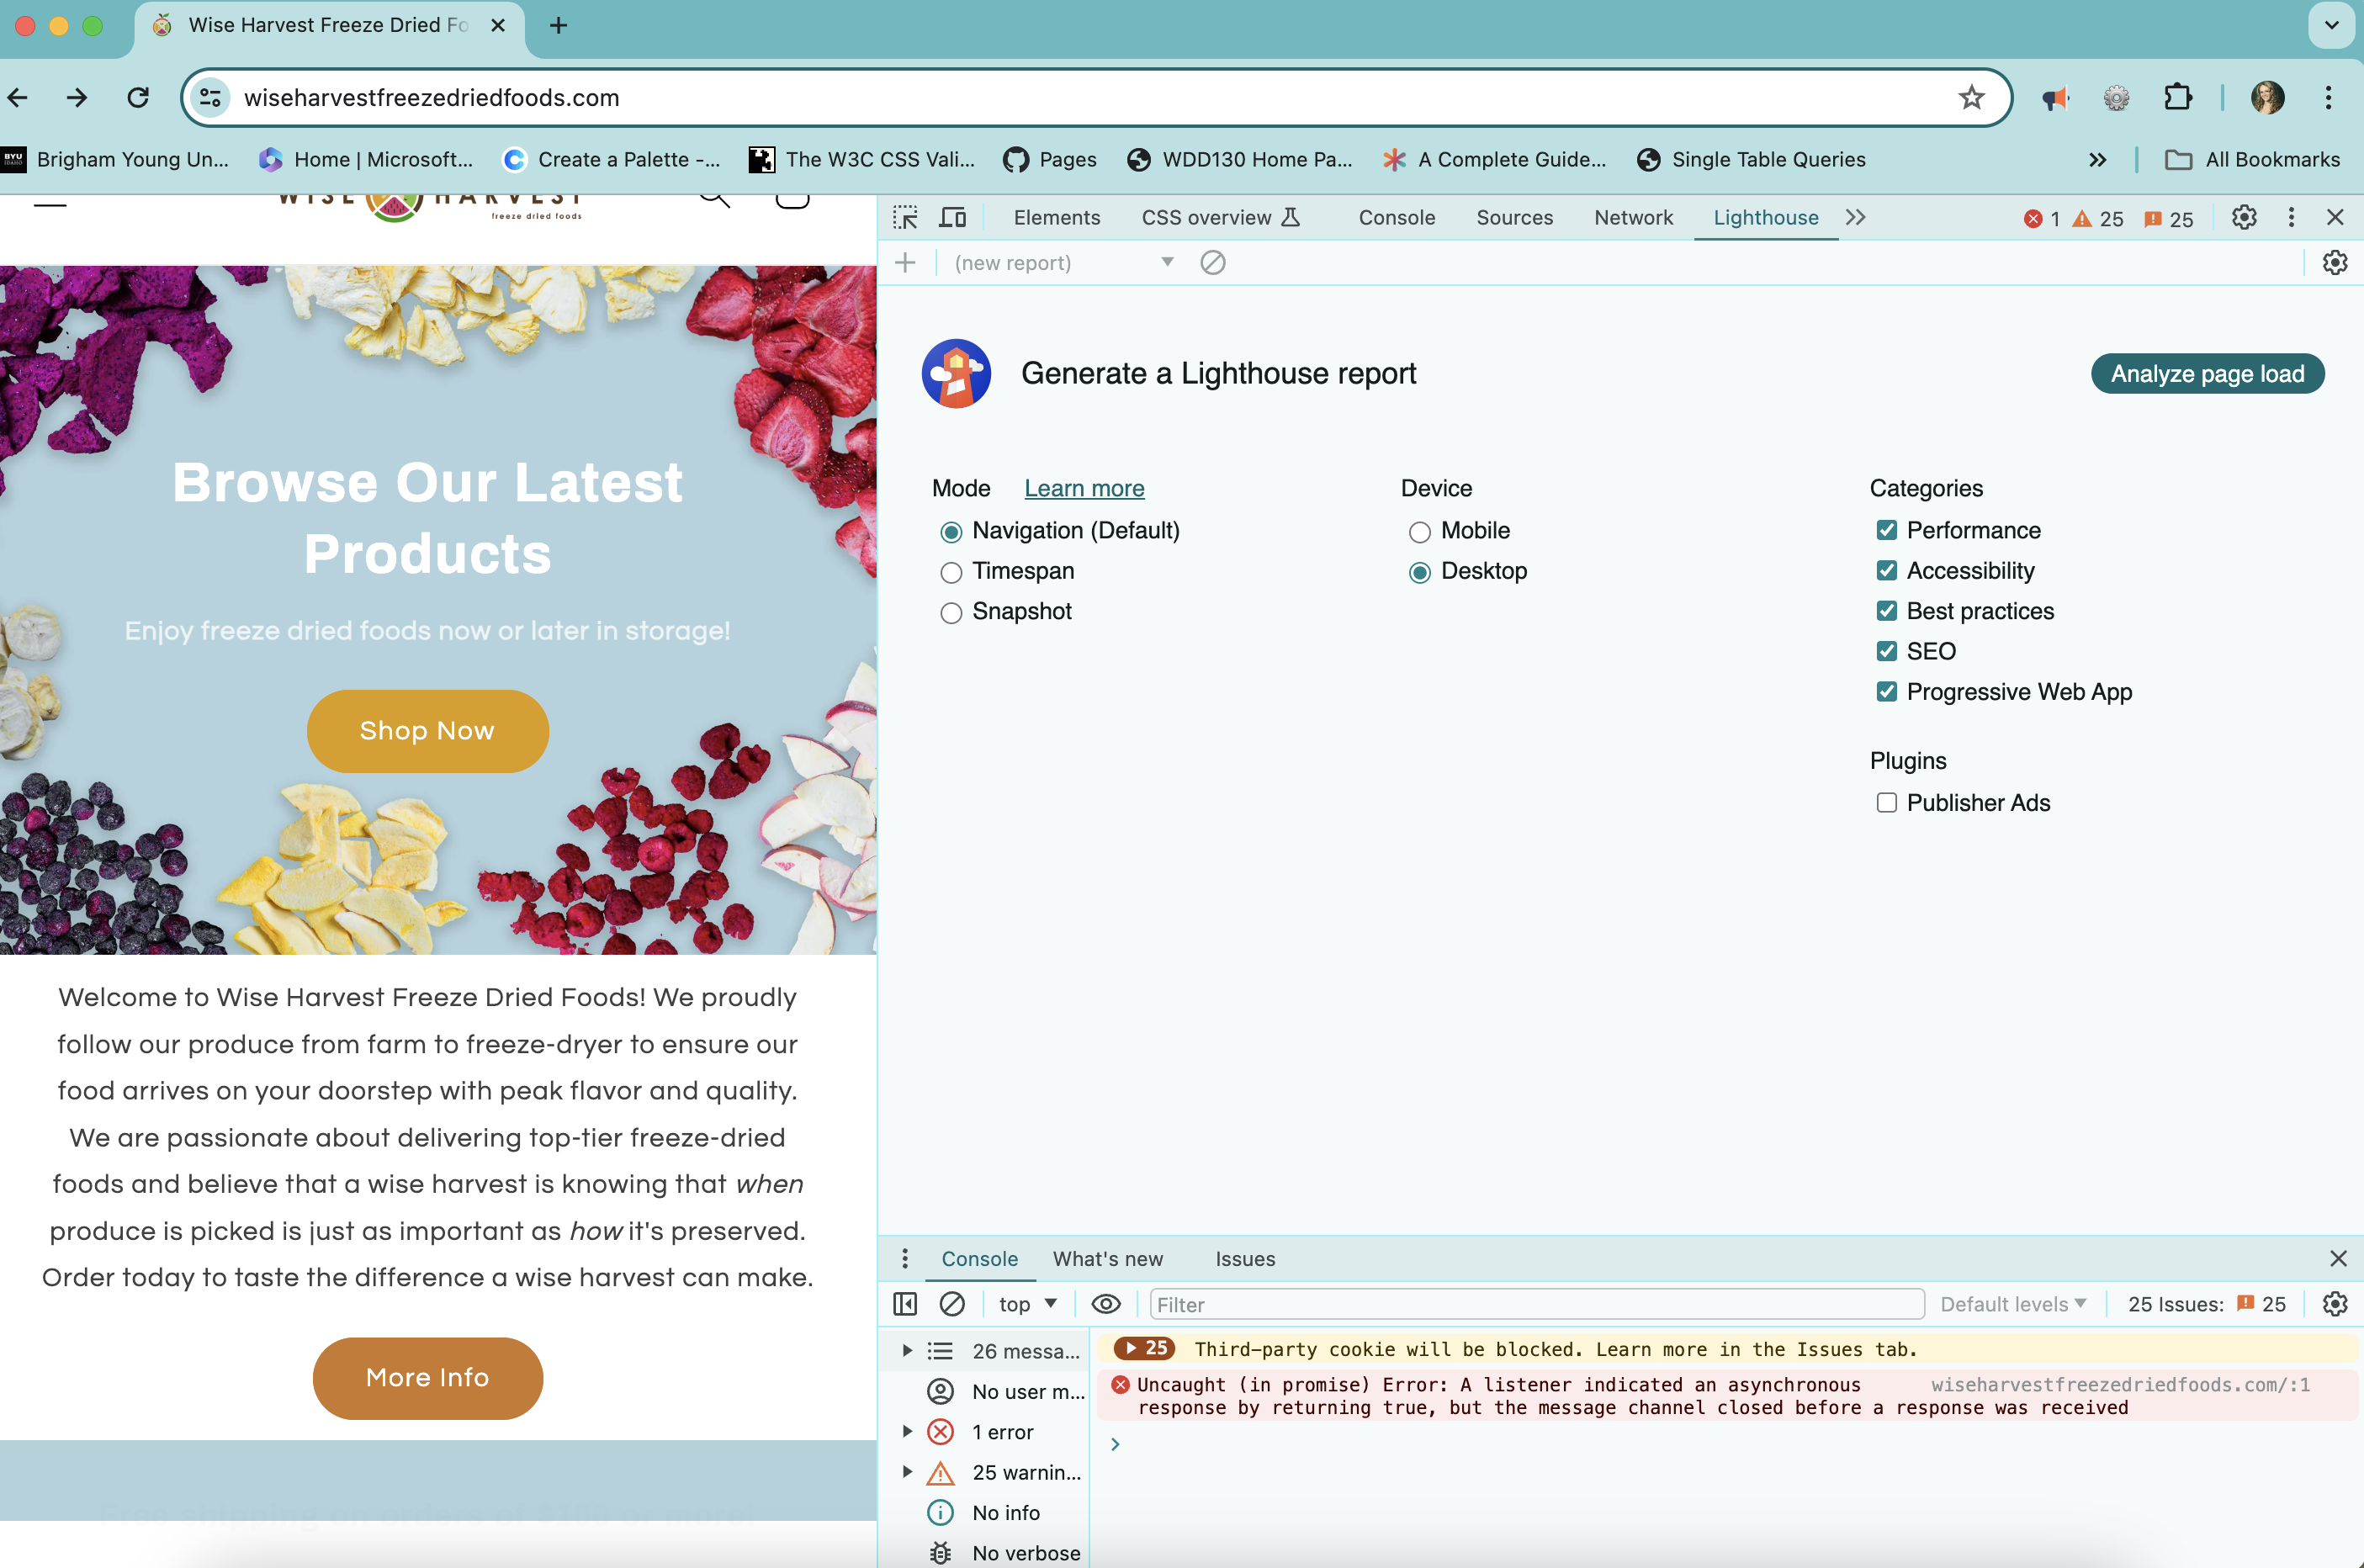 Wise Harvest Freeze Dried Fo
wiseharvestfreezedriedfoods.com
BYU
IDAHO
Brigham Young Un...
Home | Microsoft...
Create a Palette -...
The W3C CSS Vali...
Pages
WDD130 Home Pa...
A Complete Guide...
Single Table Queries
All Bookmarks
WISE HARVEST
freeze dried foods
Browse Our Latest
Products
Enjoy freeze dried foods now or later in storage!
Shop Now
Welcome to Wise Harvest Freeze Dried Foods! We proudly
follow our produce from farm to freeze-dryer to ensure our
food arrives on your doorstep with peak flavor and quality.
We are passionate about delivering top-tier freeze-dried
foods and believe that a wise harvest is knowing that when
produce is picked is just as important as how it's preserved.
Order today to taste the difference a wise harvest can make.
More Info
Elements
CSS overview
Console
Sources
Network
Lighthouse
1
25
25
(new report)
Generate a Lighthouse report
Analyze page load
Mode
Learn more
Navigation (Default)
Timespan
Snapshot
Device
Mobile
Desktop
Categories
Performance
Accessibility
Best practices
SEO
Progressive Web App
Plugins
Publisher Ads
Console
What's new
Issues
top
Filter
Default levels
25 Issues:
25
26 messa...
No user m...
1 error
25 warnin...
No info
No verbose
25
Third-party cookie will be blocked. Learn more in the Issues tab.
Uncaught (in promise) Error: A listener indicated an asynchronous
wiseharvestfreezedriedfoods.com/:1
response by returning true, but the message channel closed before a response was received